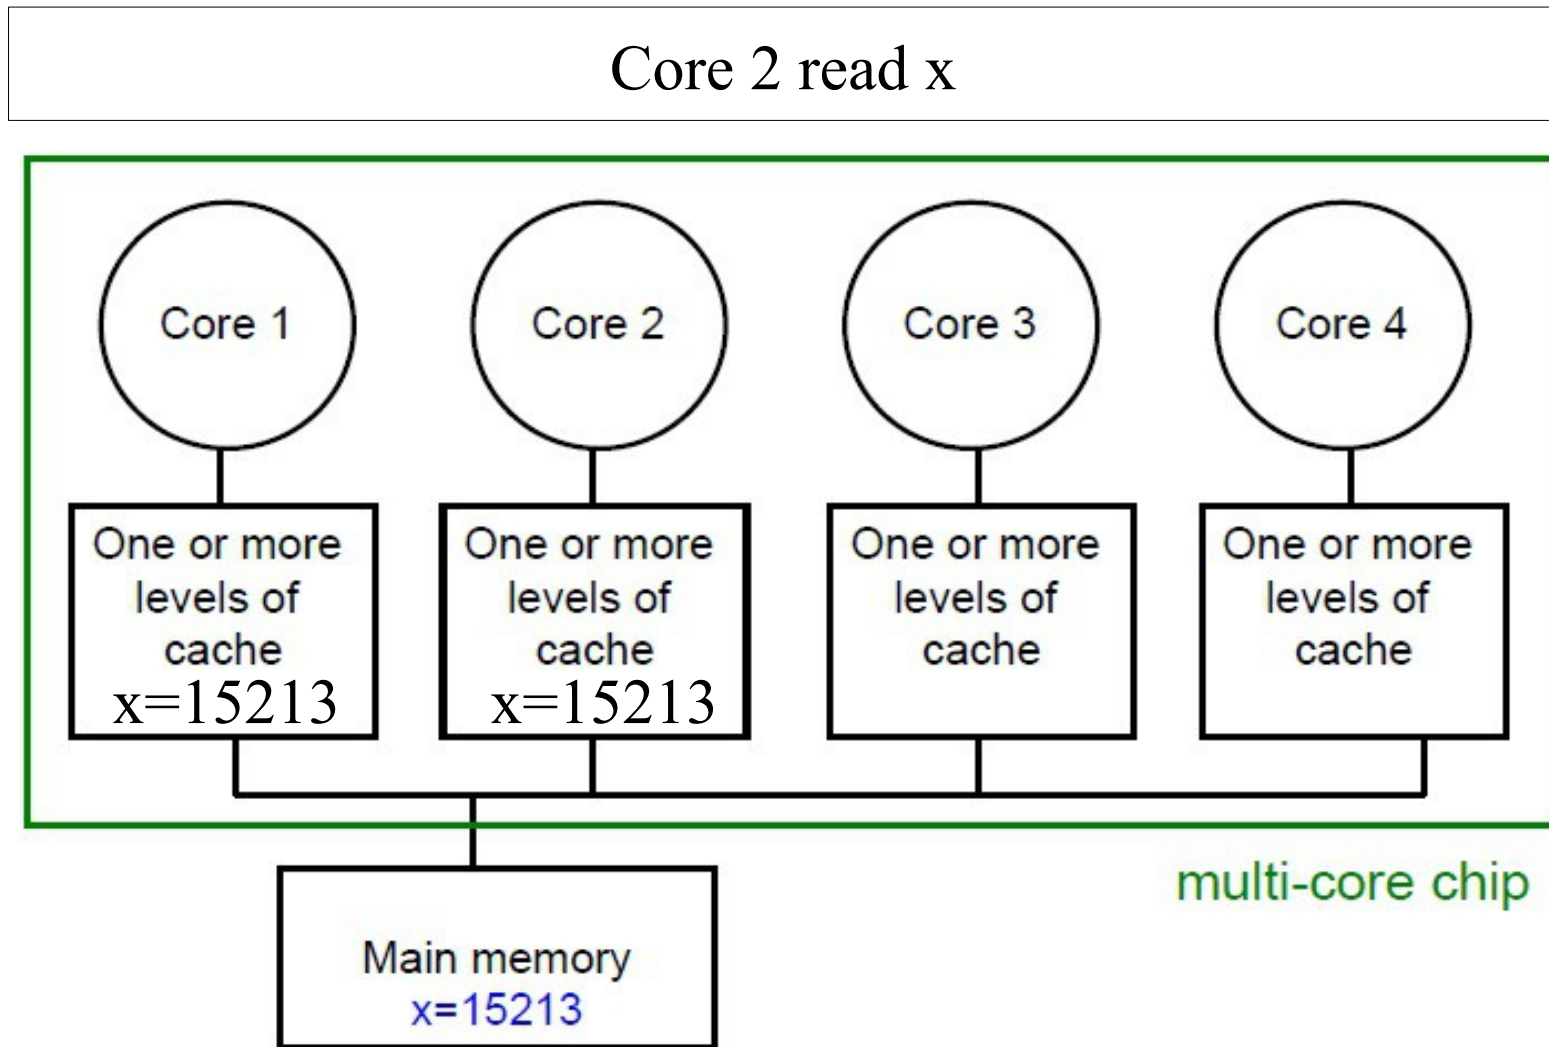 Core 2 read x
Core 1
Core 2
Core 3
Core 4
One or more
levels of
cache
x=15213
One or more
levels of
cache
x=15213
One or more
levels of
cache
One or more
levels of
cache
multi-core chip
Main memory
x=15213